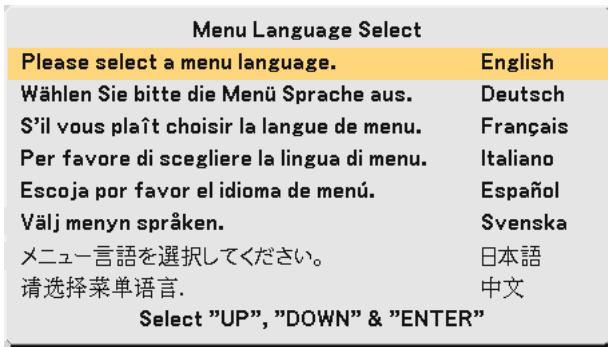 Menu Language Select
Please select a menu language. English
Wählen Sie bitte die Menü Sprache aus. Deutsch
S'il vous plaît choisir la langue de menu. Français
Per favore di scegliere la lingua di menu. Italiano
Escoja por favor el idioma de menú. Español
Välj menyn språken. Svenska
メニュー言語を選択してください。 日本語
请选择菜单语言. 中文
Select "UP", "DOWN" & "ENTER"